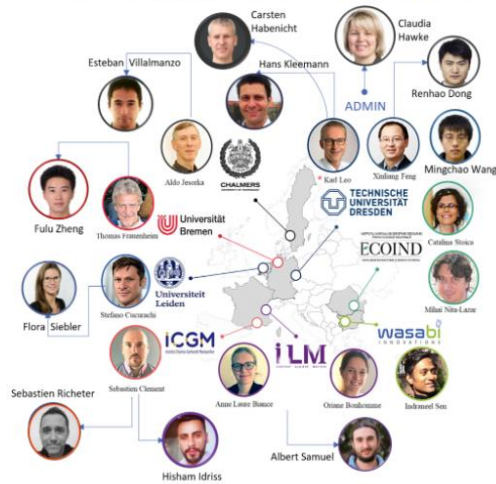 Carsten
Habenicht
Claudia
Hawke
Esteban Villalmanzo
Hans Kleemann
ADMIN
Renhao Dong
Aldo Jesorka
CHALMERS
Karl Leo
Xinliang Feng
Mingchao Wang
TECHNISCHE
UNIVERSITÄT
DRESDEN
Fulu Zheng
Thomas Frauenheim
Universität
Bremen
ECOIND
Catalina Stoica
Universiteit
Leiden
Flora Siebler
Stefano Cucurachi
Mihai Nita-Lazar
iCGM
iLM
wasabi
INNOVATIONS
Sebastien Clement
Anne Laure Biance
Orinne Bonhomme
Indraneel Sen
Sebastien Richeter
Hisham Idriss
Albert Samuel